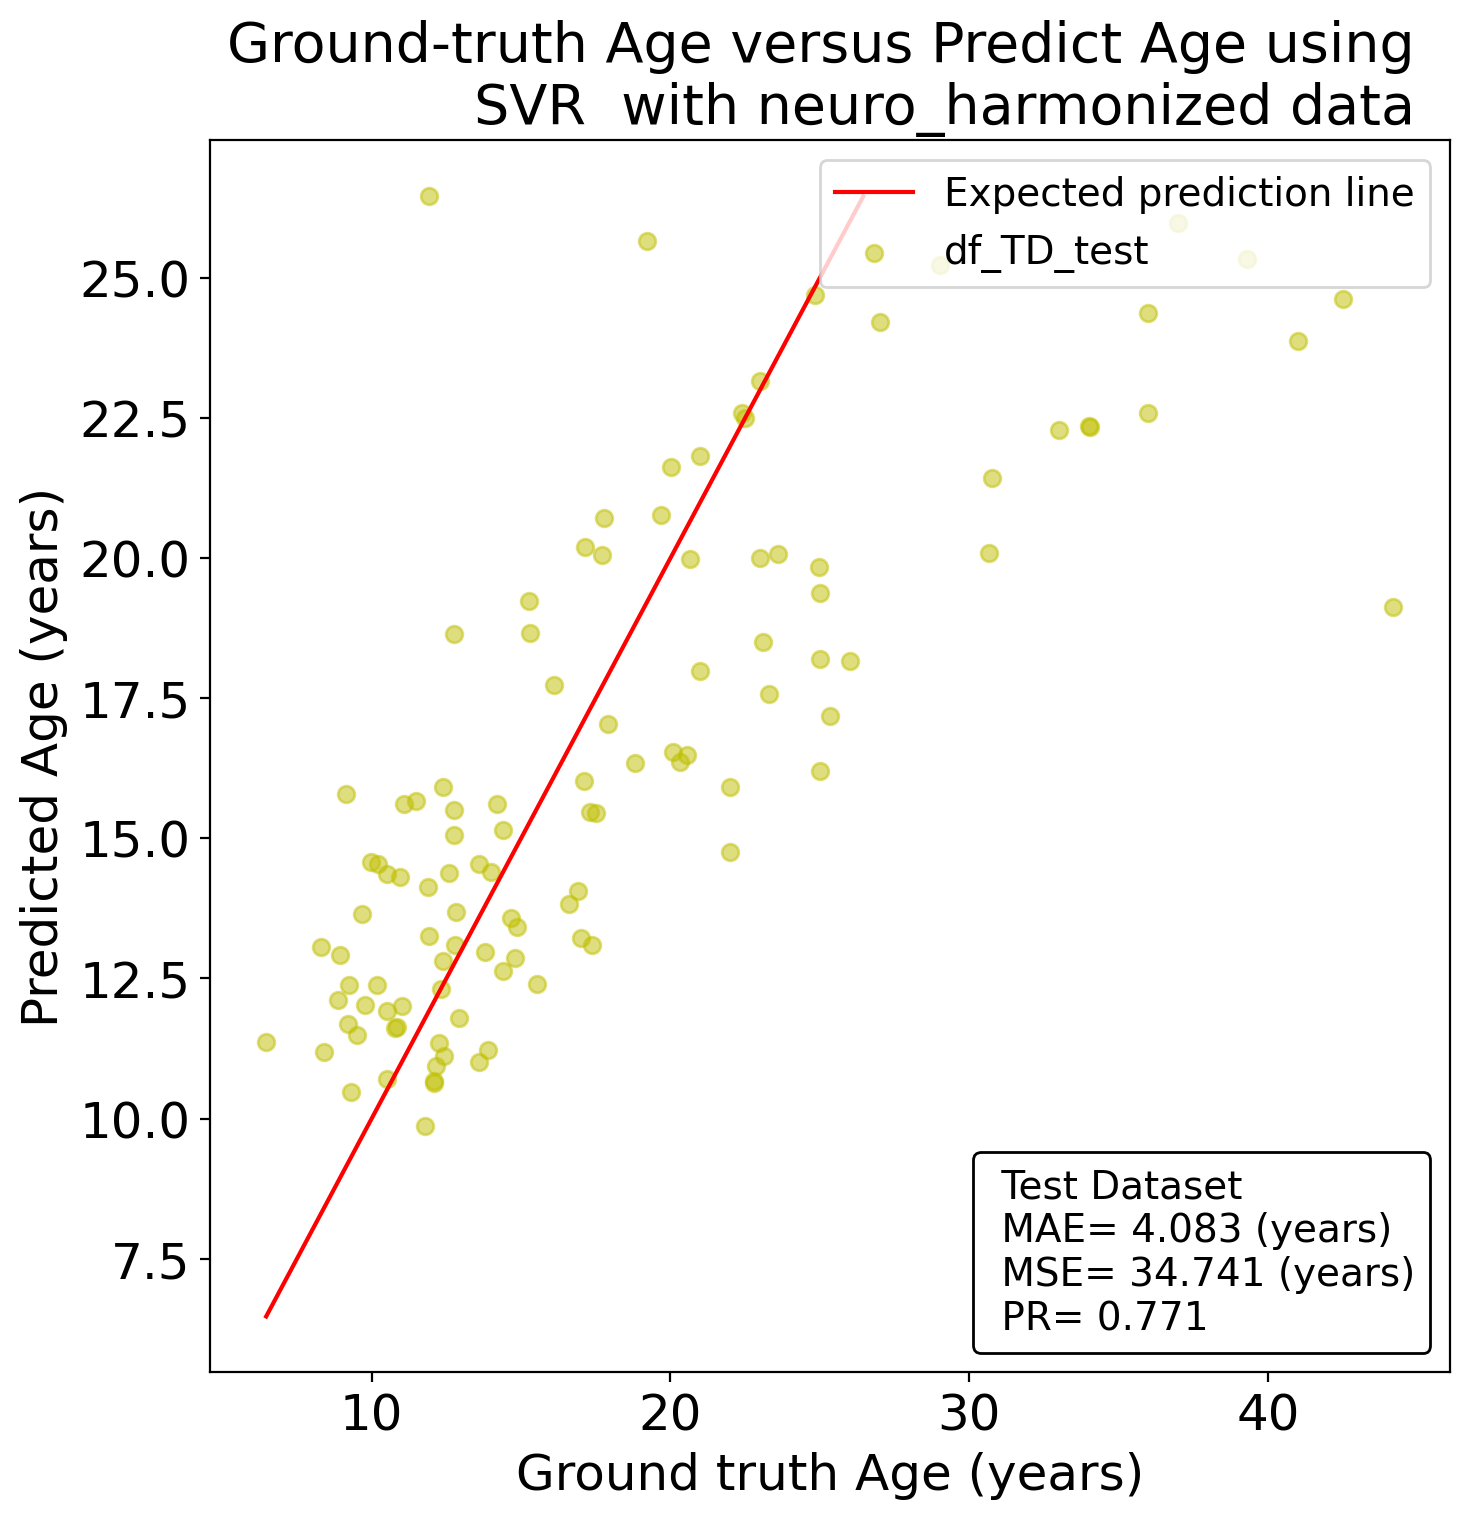 Ground-truth Age versus Predict Age using
SVR  with neuro_harmonized data
Expected prediction line
df_TD_test
Predicted Age (years)
25.0
22.5
20.0
17.5
15.0
12.5
10.0
7.5
Test Dataset
MAE= 4.083 (years)
MSE= 34.741 (years)
PR= 0.771
10
20
30
40
Ground truth Age (years)